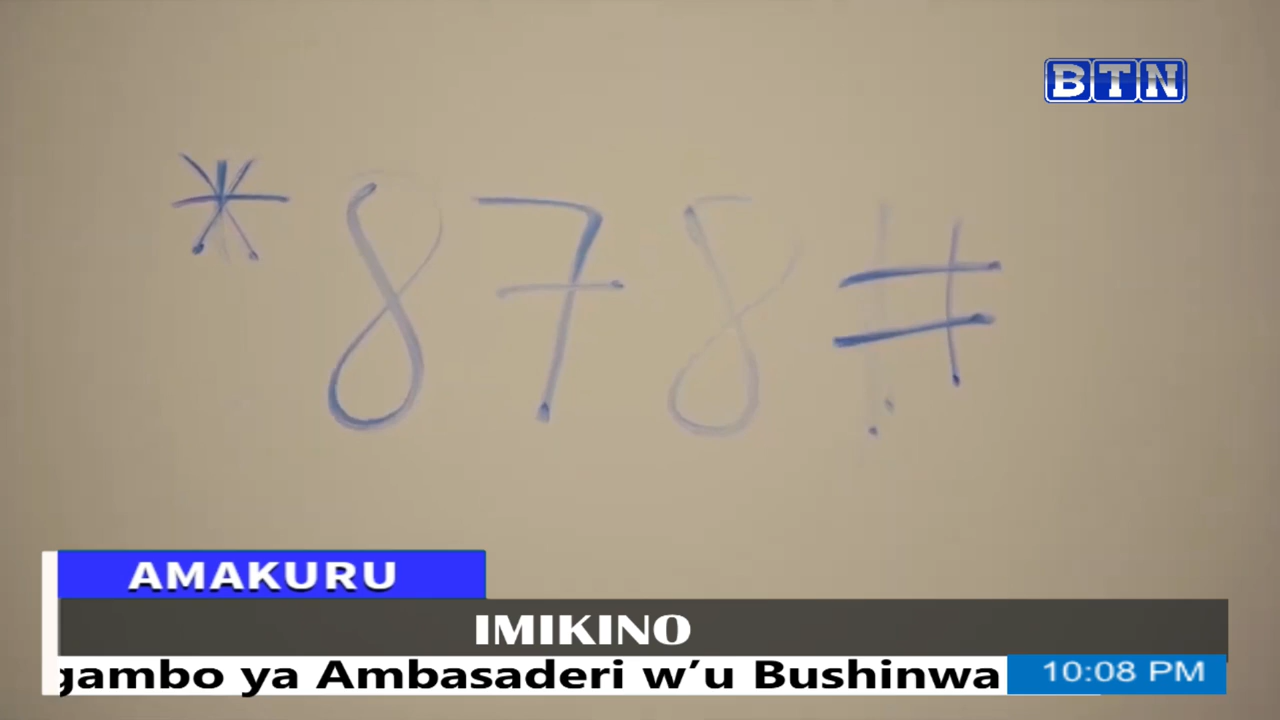 BTN
*878#
AMAKURU
IMIKINO
gambo ya Ambasaderi w’u Bushinwa
10:08 PM